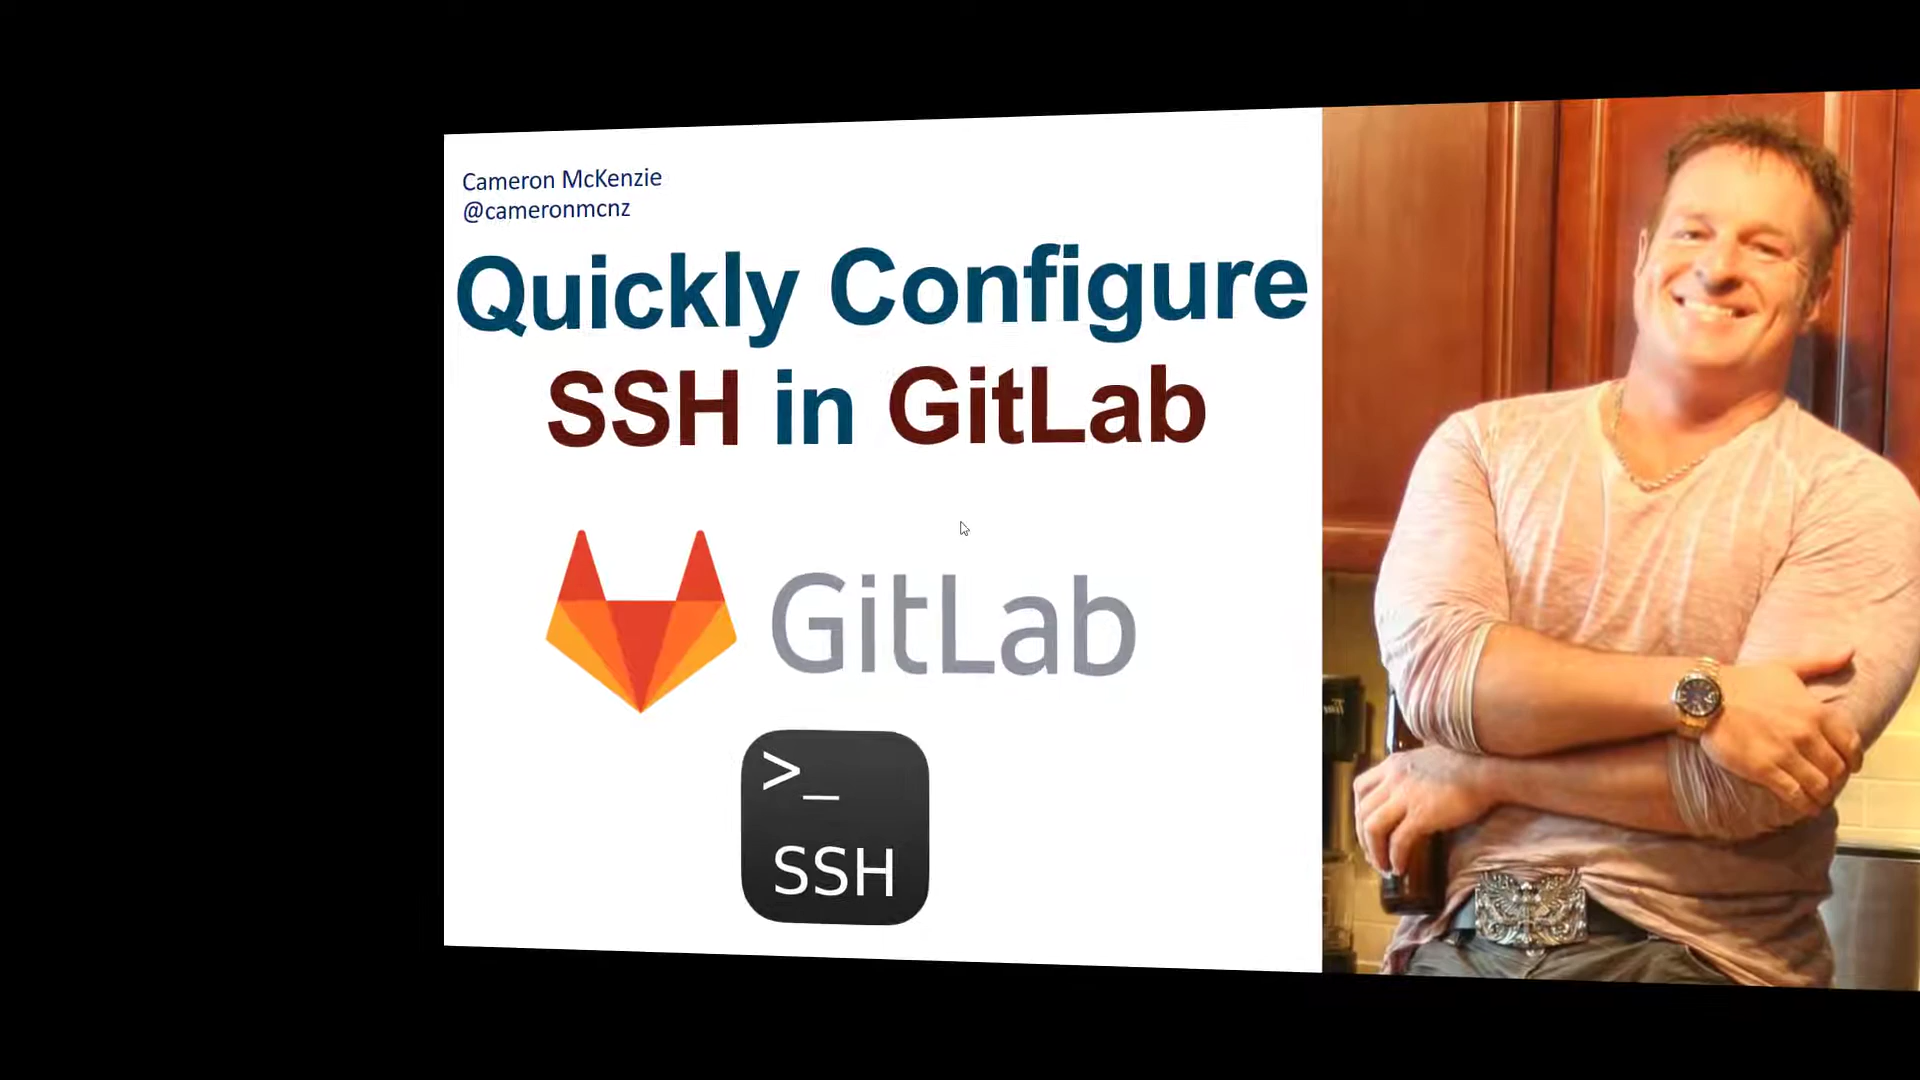 Cameron McKenzie
@cameronmcnz
Quickly Configure
SSH in GitLab
GitLab
>_
SSH